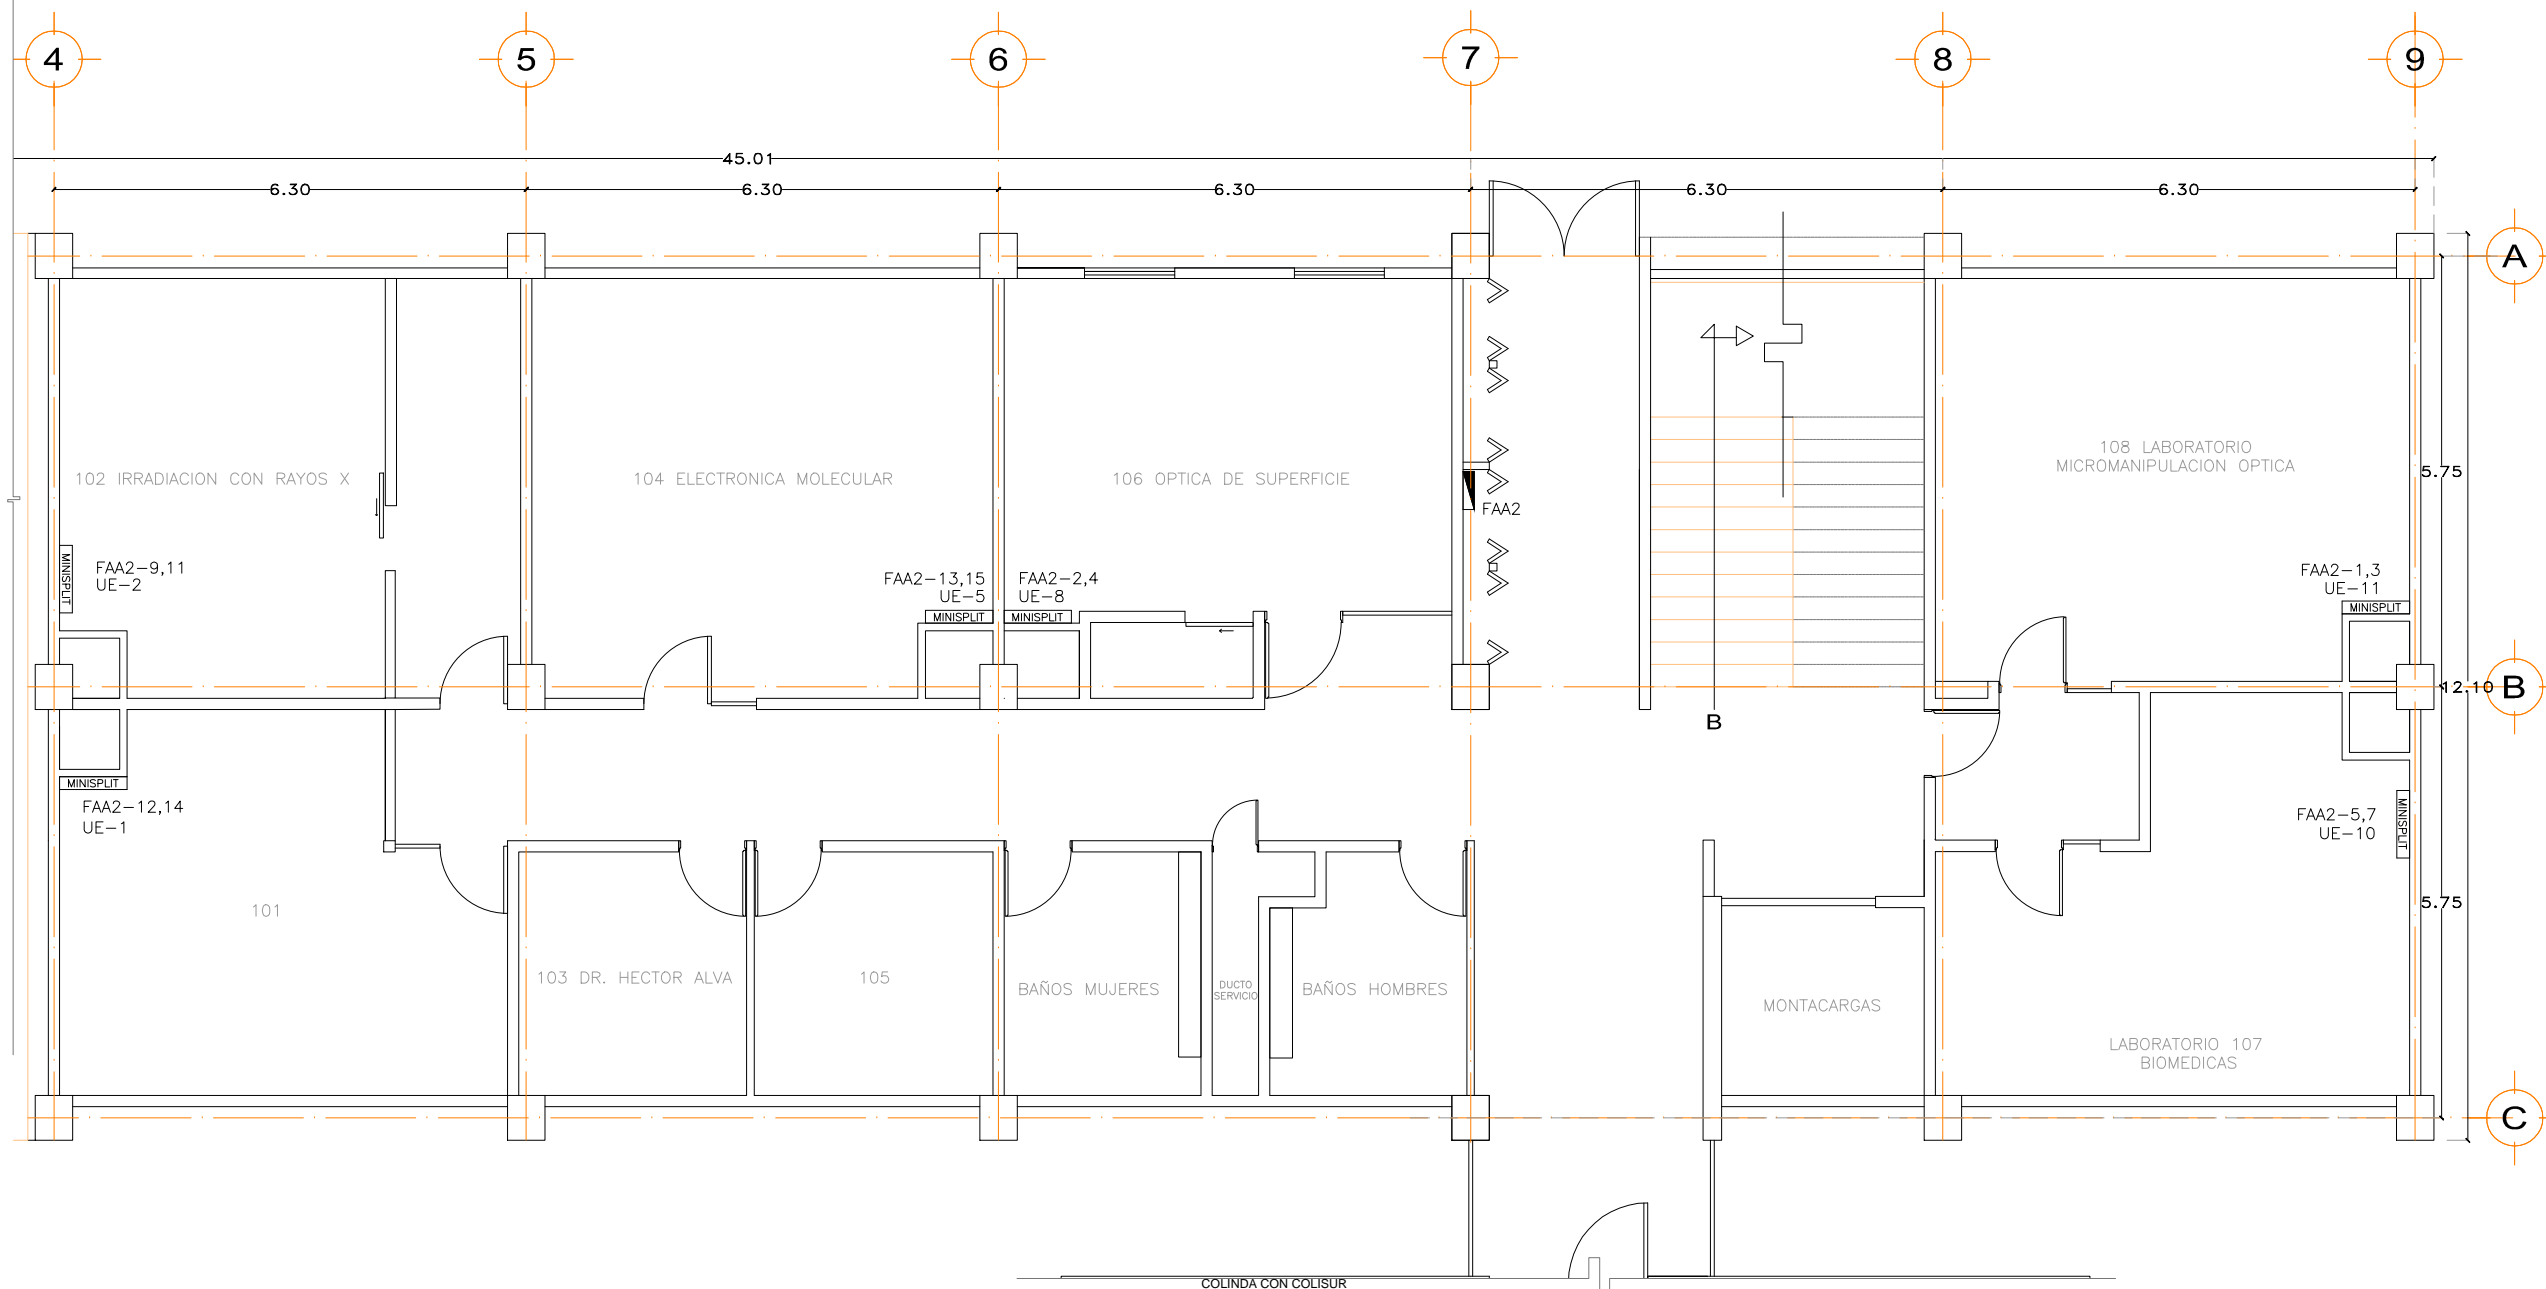 4 5 6 7 8 9
45.01
6.30 6.30 6.30 6.30 6.30
A
108 LABORATORIO
MICROMANIPULACION OPTICA
5.75
102 IRRADIACION CON RAYOS X
104 ELECTRONICA MOLECULAR
106 OPTICA DE SUPERFICIE
FAA2
MINISPLIT
FAA2-9,11
UE-2
FAA2-13,15
UE-5
MINISPLIT
FAA2-2,4
UE-8
MINISPLIT
FAA2-1,3
UE-11
MINISPLIT
12.10
B
B
MINISPLIT
FAA2-12,14
UE-1
FAA2-5,7
UE-10
MINISPLIT
101
5.75
103 DR. HECTOR ALVA
105
BAÑOS MUJERES
DUCTO
SERVICIO
BAÑOS HOMBRES
MONTACARGAS
LABORATORIO 107
BIOMEDICAS
C
COLINDA CON COLISUR